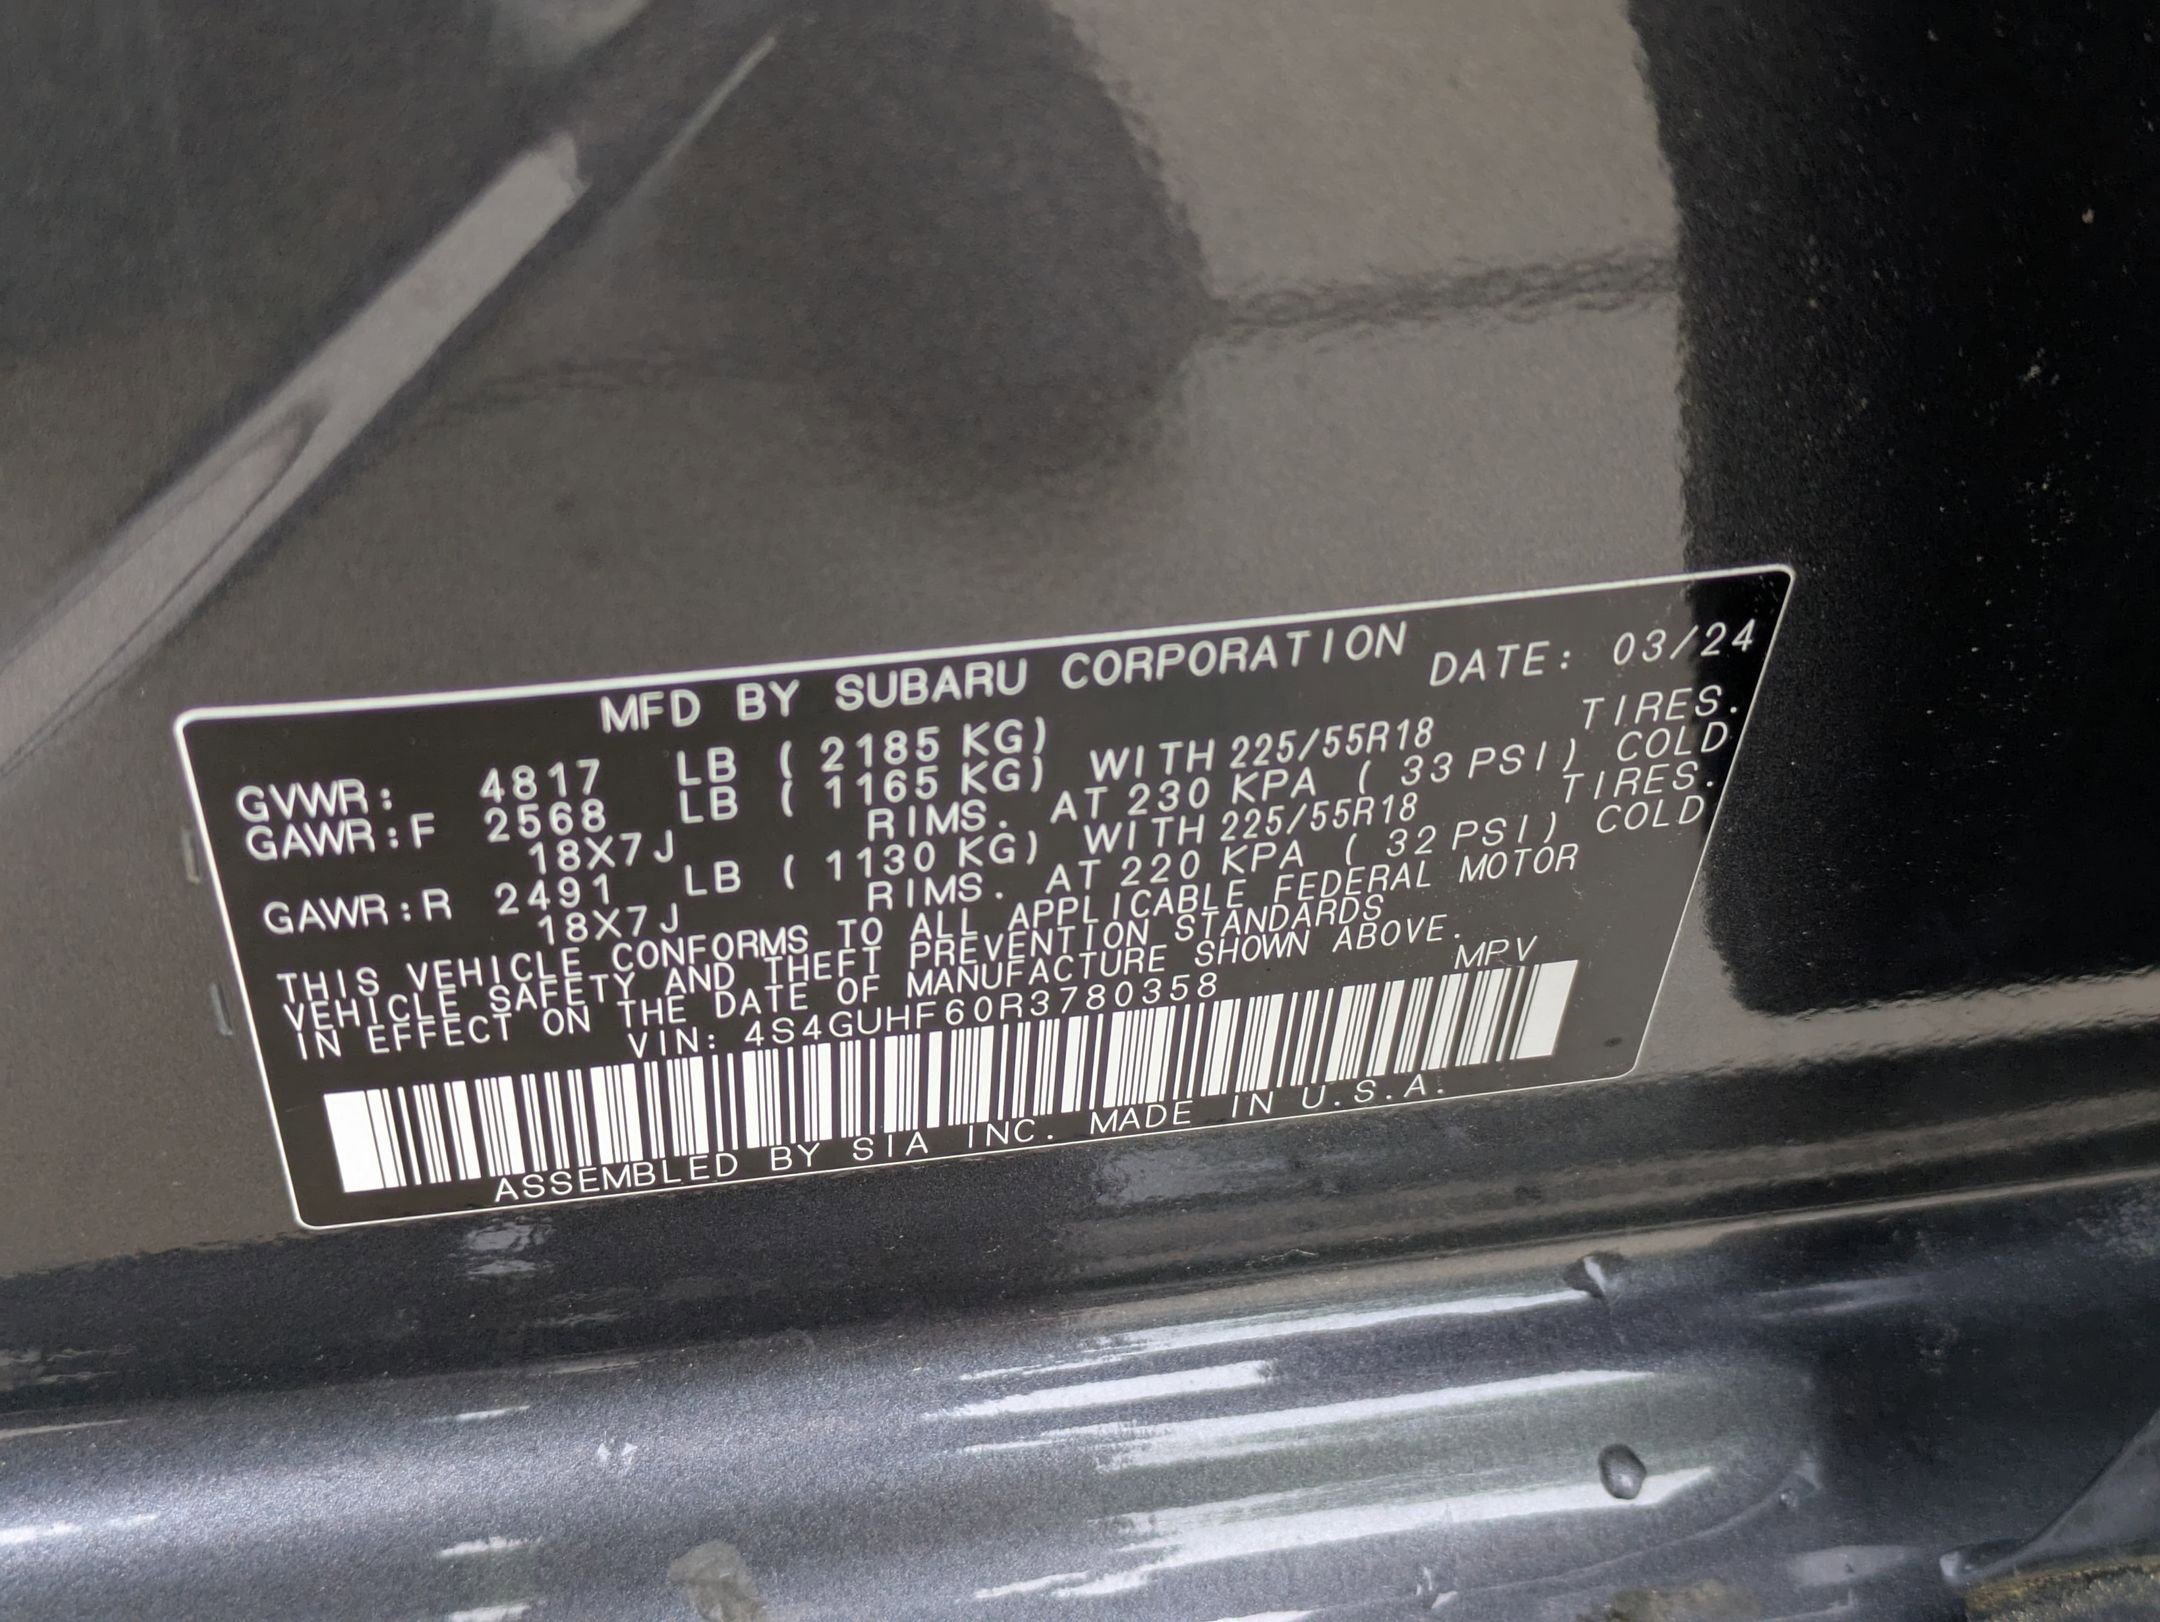 MFD BY SUBARU CORPORATION DATE: 03/24
GVWR: 4817 LB ( 2185 KG)
GAWR:F 2568 LB ( 1165 KG) WITH 225/55R18 TIRES.
18X7J RIMS. AT 230 KPA ( 33 PSI) COLD
GAWR:R 2491 LB ( 1130 KG) WITH 225/55R18 TIRES.
18X7J RIMS. AT 220 KPA ( 32 PSI) COLD
THIS VEHICLE CONFORMS TO ALL APPLICABLE FEDERAL MOTOR
VEHICLE SAFETY AND THEFT PREVENTION STANDARDS
IN EFFECT ON THE DATE OF MANUFACTURE SHOWN ABOVE.
VIN: 4S4GUHF60R3780358 MPV
ASSEMBLED BY SIA INC. MADE IN U.S.A.